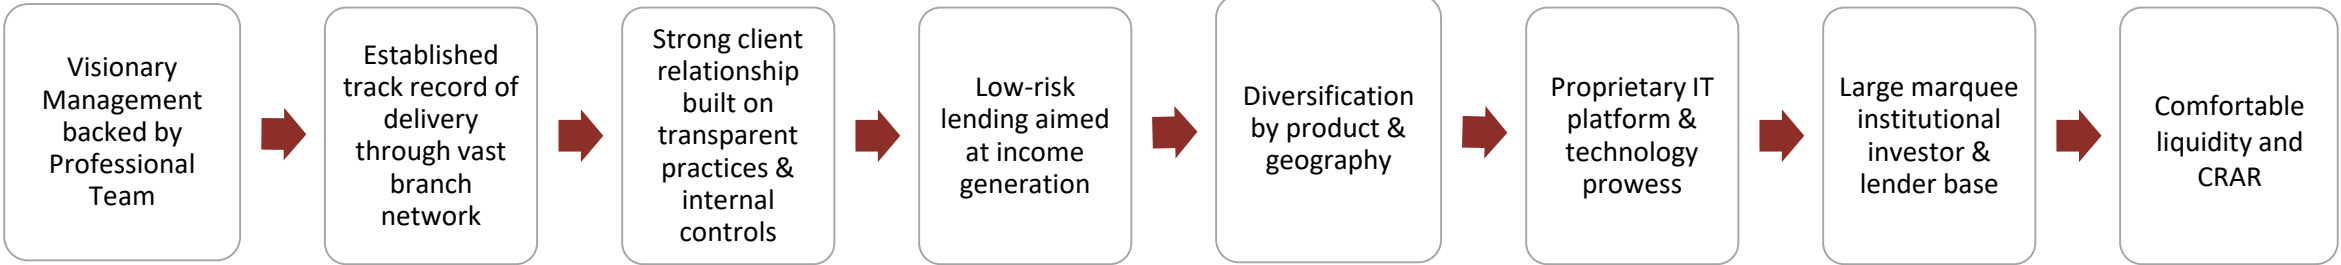 Visionary
Management
backed by
Professional
Team
Established
track record of
delivery
through vast
branch
network
Strong client
relationship
built on
transparent
practices &
internal
controls
Low-risk
lending aimed
at income
generation
Diversification
by product &
geography
Proprietary IT
platform &
technology
prowess
Large marquee
institutional
investor &
lender base
Comfortable
liquidity and
CRAR